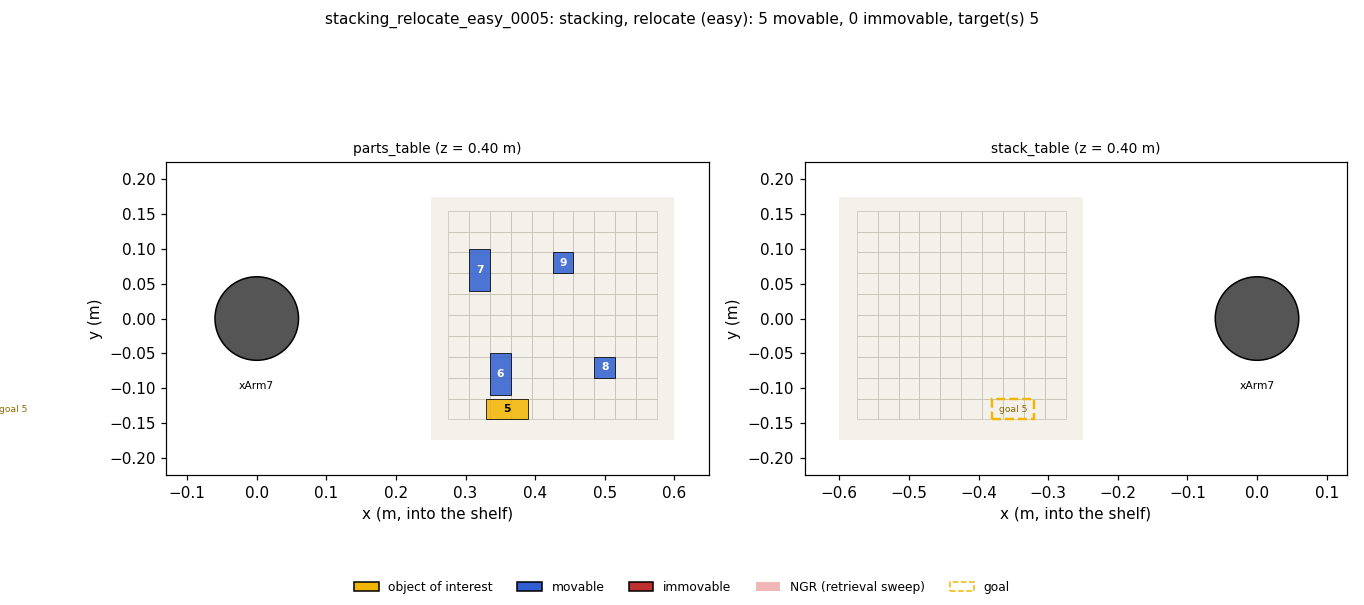 stacking_relocate_easy_0005: stacking, relocate (easy): 5 movable, 0 immovable, target(s) 5
parts_table (z = 0.40 m)
stack_table (z = 0.40 m)
0.20
0.15
0.10
0.05
0.00
−0.05
−0.10
−0.15
−0.20
y (m)
xArm7
7
9
6
8
5
goal 5
−0.1
0.0
0.1
0.2
0.3
0.4
0.5
0.6
x (m, into the shelf)
0.20
0.15
0.10
0.05
0.00
−0.05
−0.10
−0.15
−0.20
y (m)
xArm7
goal 5
−0.6
−0.5
−0.4
−0.3
−0.2
−0.1
0.0
0.1
x (m, into the shelf)
object of interest
movable
immovable
NGR (retrieval sweep)
goal